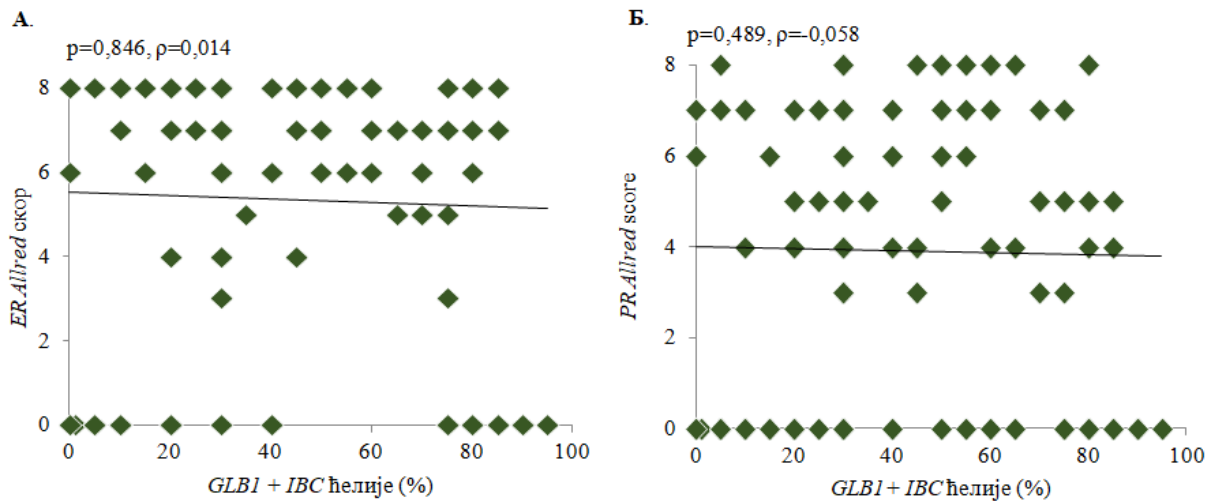 А.
p=0,846, ρ=0,014
8
6
4
2
0
0 20 40 60 80 100
ER Allred скор
GLB1 + IBC ћелије (%)
Б.
p=0,489, ρ=-0,058
8
6
4
2
0
0 20 40 60 80 100
PR Allred score
GLB1 + IBC ћелије (%)